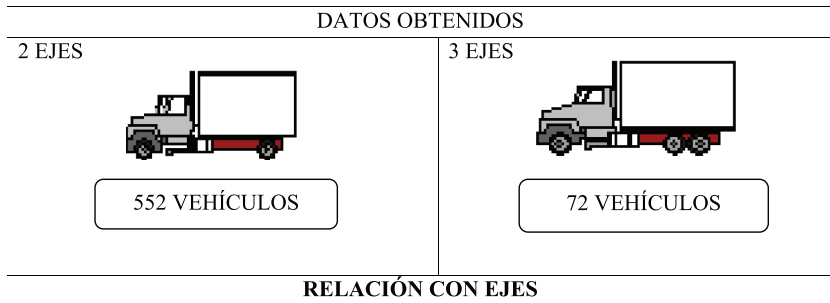 DATOS OBTENIDOS
2 EJES
3 EJES
552 VEHÍCULOS
72 VEHÍCULOS
RELACIÓN CON EJES